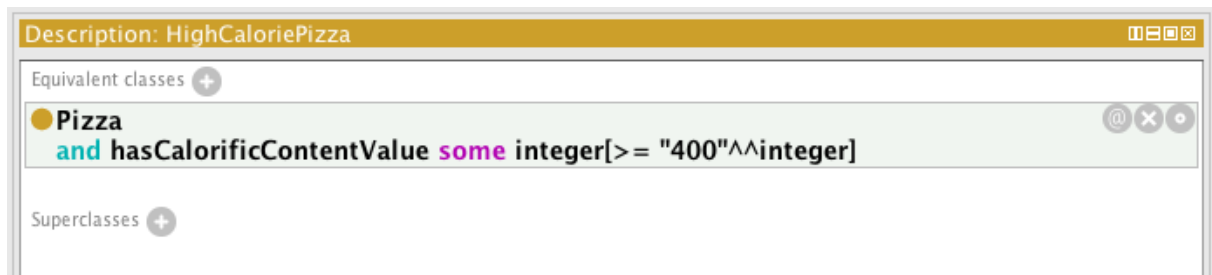 Description: HighCaloriePizza
Equivalent classes
Pizza
and hasCalorificContentValue some integer[>= "400"^^integer]
Superclasses